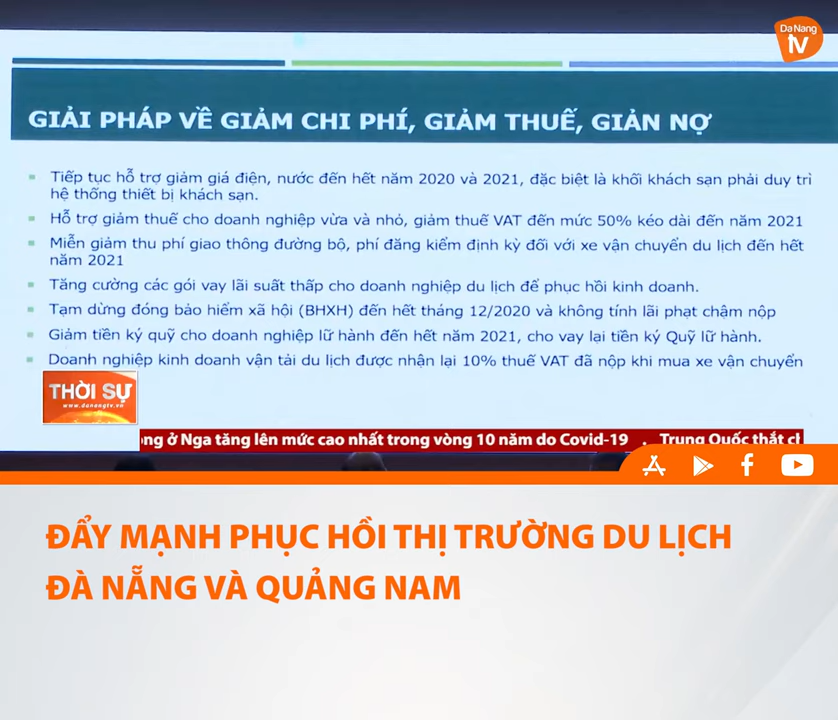 DaNang
tv
GIẢI PHÁP VỀ GIẢM CHI PHÍ, GIẢM THUẾ, GIẢN NỢ
Tiếp tục hỗ trợ giảm giá điện, nước đến hết năm 2020 và 2021, đặc biệt là khối khách sạn phải duy trì
hệ thống thiết bị khách sạn.
Hỗ trợ giảm thuế cho doanh nghiệp vừa và nhỏ, giảm thuế VAT đến mức 50% kéo dài đến năm 2021
Miễn giảm thu phí giao thông đường bộ, phí đăng kiểm định kỳ đối với xe vận chuyển du lịch đến hết
năm 2021
Tăng cường các gói vay lãi suất thấp cho doanh nghiệp du lịch để phục hồi kinh doanh.
Tạm dừng đóng bảo hiểm xã hội (BHXH) đến hết tháng 12/2020 và không tính lãi phạt chậm nộp
Giảm tiền ký quỹ cho doanh nghiệp lữ hành đến hết năm 2021, cho vay lại tiền ký Quỹ lữ hành.
Doanh nghiệp kinh doanh vận tải du lịch được nhận lại 10% thuế VAT đã nộp khi mua xe vận chuyển
THỜI SỰ
www.danangtv.vn
ong ở Nga tăng lên mức cao nhất trong vòng 10 năm do Covid-19 . Trung Quốc thắt
ĐẨY MẠNH PHỤC HỒI THỊ TRƯỜNG DU LỊCH
ĐÀ NẴNG VÀ QUẢNG NAM